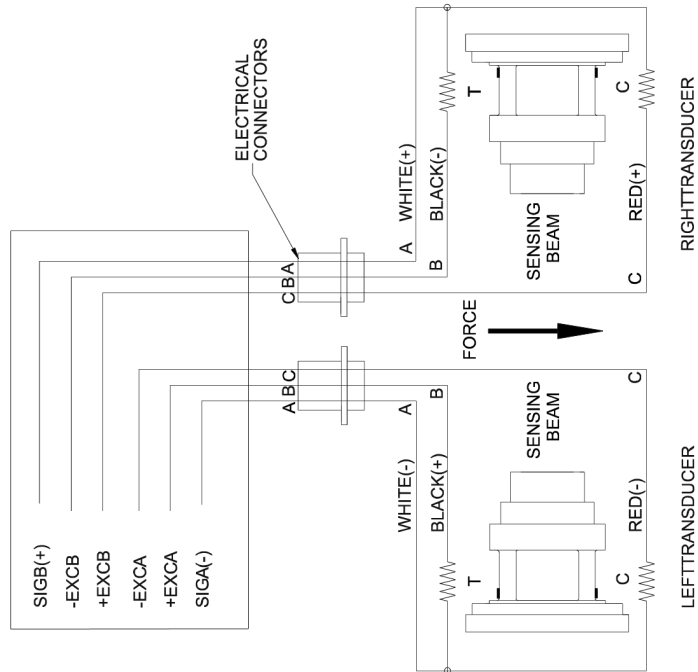 SIGB(+)
-EXCB
+EXCB
-EXCA
+EXCA
SIGA(-)
ELECTRICAL
CONNECTORS
C B A
A B C
A
WHITE(+)
B
BLACK(-)
T
SENSING
BEAM
C
RED(+)
C
RIGHTTRANSDUCER
FORCE
A
WHITE(-)
B
BLACK(+)
T
SENSING
BEAM
C
RED(-)
C
LEFTTRANSDUCER